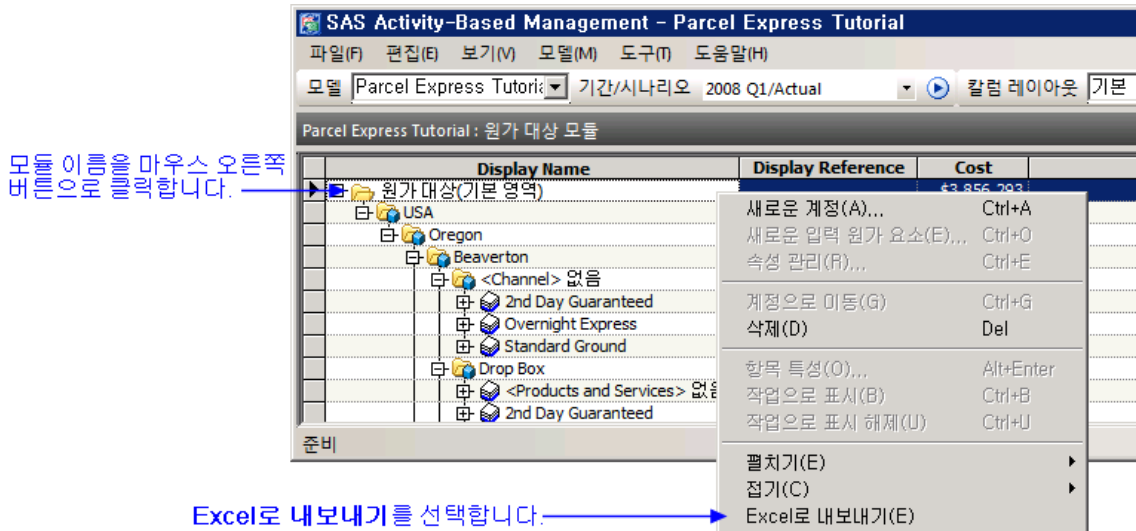 SAS Activity-Based Management - Parcel Express Tutorial
파일(F) 편집(E) 보기(V) 모델(M) 도구(T) 도움말(H)
모델 Parcel Express Tutoria 기간/시나리오 2008 Q1/Actual 칼럼 레이아웃 기본
Parcel Express Tutorial : 원가 대상 모듈
모듈 이름을 마우스 오른쪽
버튼으로 클릭합니다.
Display Name Display Reference Cost
원가 대상(기본 영역) $3,856,293
USA
Oregon
Beaverton
<Channel> 없음
2nd Day Guaranteed
Overnight Express
Standard Ground
Drop Box
<Products and Services> 없음
2nd Day Guaranteed
준비
새로운 계정(A)... Ctrl+A
새로운 입력 원가 요소(E)... Ctrl+O
속성 관리(R)... Ctrl+E
계정으로 이동(G) Ctrl+G
삭제(D) Del
항목 특성(O)... Alt+Enter
작업으로 표시(B) Ctrl+B
작업으로 표시 해제(U) Ctrl+U
펼치기(E)
접기(C)
Excel로 내보내기(E)
Excel로 내보내기를 선택합니다.